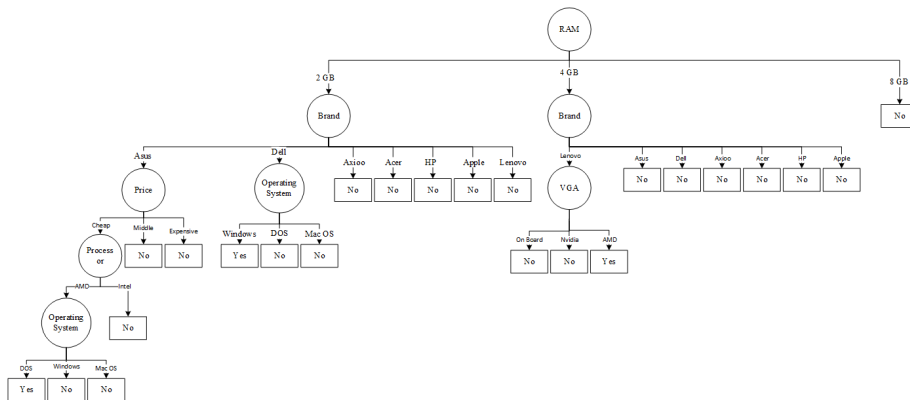 RAM
2 GB
4 GB
8 GB
Brand
Brand
No
Asus
Dell
Axioo
Acer
HP
Apple
Lenovo
Lenovo
Asus
Dell
Axioo
Acer
HP
Apple
Price
Operating
System
No
No
No
No
No
VGA
No
No
No
No
No
No
Cheap
Middle
Expensive
Windows
DOS
Mac OS
On Board
Nvidia
AMD
Process
or
No
No
Yes
No
No
No
No
Yes
AMD
Intel
Operating
System
No
DOS
Windows
Mac OS
Yes
No
No